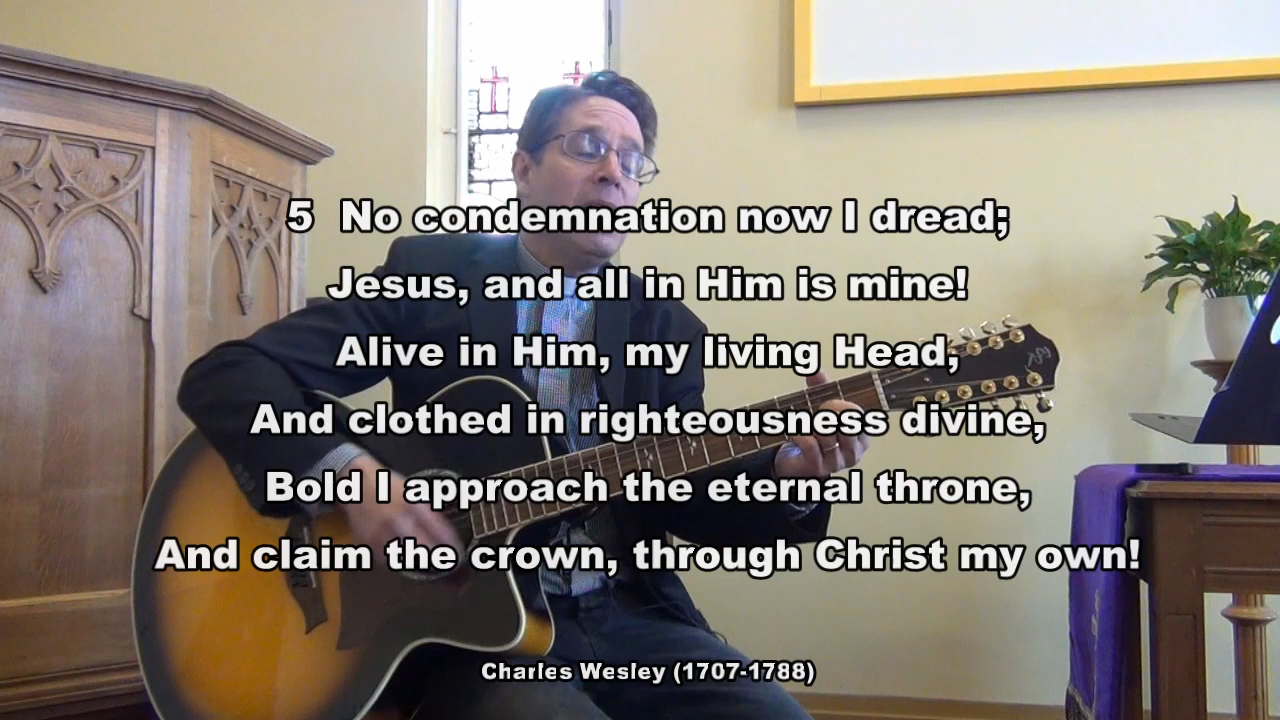 5 No condemnation now I dread;
Jesus, and all in Him is mine!
Alive in Him, my living Head,
And clothed in righteousness divine,
Bold I approach the eternal throne,
And claim the crown, through Christ my own!
Charles Wesley (1707-1788)